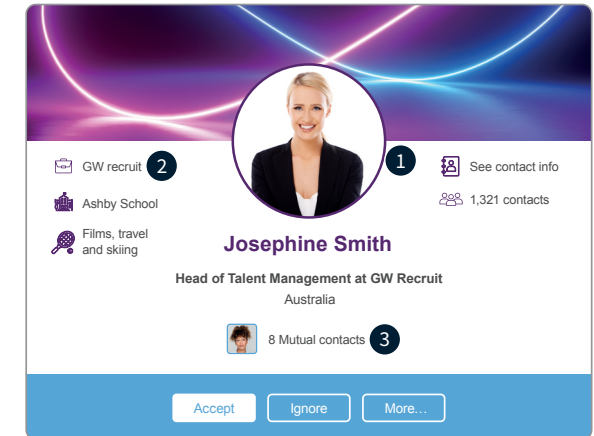 1
GW recruit 2
See contact info
Ashby School
1,321 contacts
Films, travel
and skiing
Josephine Smith
Head of Talent Management at GW Recruit
Australia
8 Mutual contacts 3
Accept
Ignore
More...